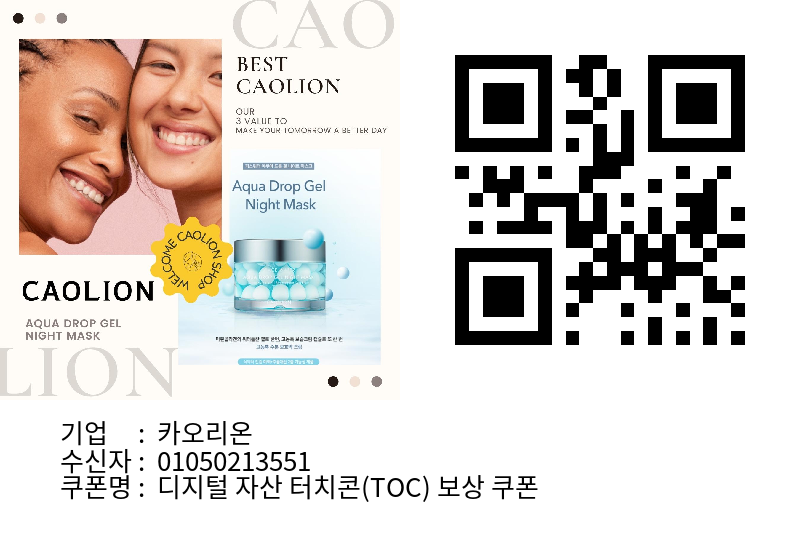 CAO
BEST
CAOLION
OUR
3 VALUE TO
MAKE YOUR TOMORROW A BETTER DAY
Aqua Drop Gel
Night Mask
WELCOME CAOLION SHOP
CAOLION
AQUA DROP GEL
NIGHT MASK
LION
기업 : 카오리온
수신자 : 01050213551
쿠폰명 : 디지털 자산 터치콘(TOC) 보상 쿠폰